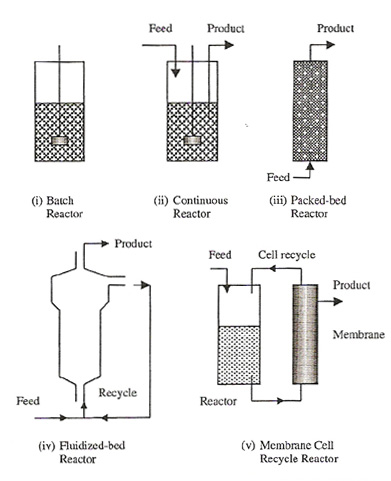 Feed
Product
Product
Feed
(i) Batch
Reactor
(ii) Continuous
Reactor
(iii) Packed-bed
Reactor
Product
Recycle
Feed
(iv) Fluidized-bed
Reactor
Feed
Cell recycle
Product
Membrane
Reactor
(v) Membrane Cell
Recycle Reactor